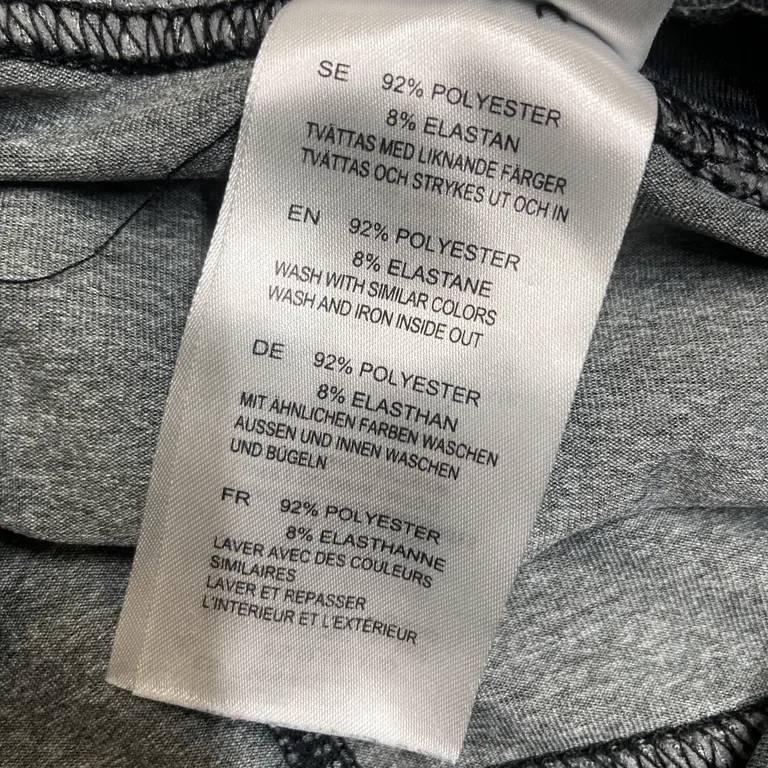 SE 92% POLYESTER
8% ELASTAN
TVÄTTAS MED LIKNANDE FÄRGER
TVÄTTAS OCH STRYKES UT OCH IN
EN 92% POLYESTER
8% ELASTANE
WASH WITH SIMILAR COLORS
WASH AND IRON INSIDE OUT
DE 92% POLYESTER
8% ELASTHAN
MIT ÄHNLICHEN FARBEN WASCHEN
AUSSEN UND INNEN WASCHEN
UND BÜGELN
FR 92% POLYESTER
8% ELASTHANNE
LAVER AVEC DES COULEURS
SIMILAIRES
LAVER ET REPASSER
L'INTÉRIEUR ET L'EXTÉRIEUR